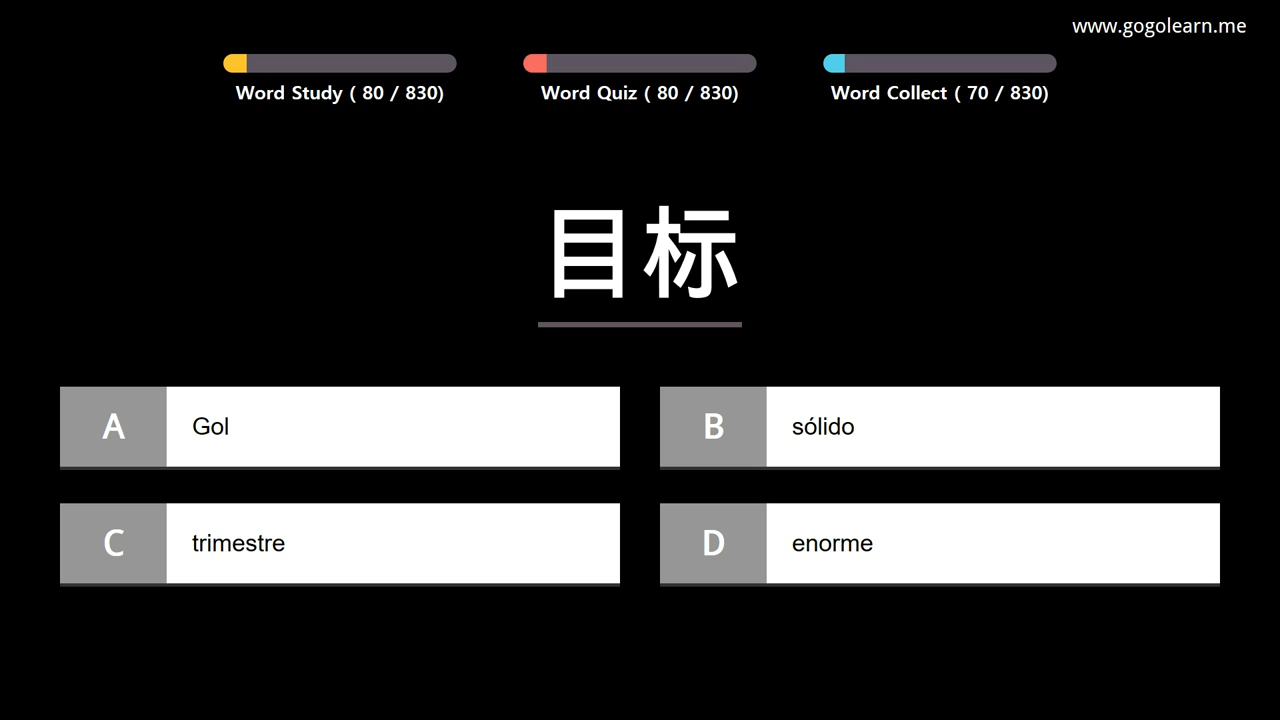 www.gogolearn.me
Word Study ( 80 / 830)
Word Quiz ( 80 / 830)
Word Collect ( 70 / 830)
目标
A Gol
B sólido
C trimestre
D enorme